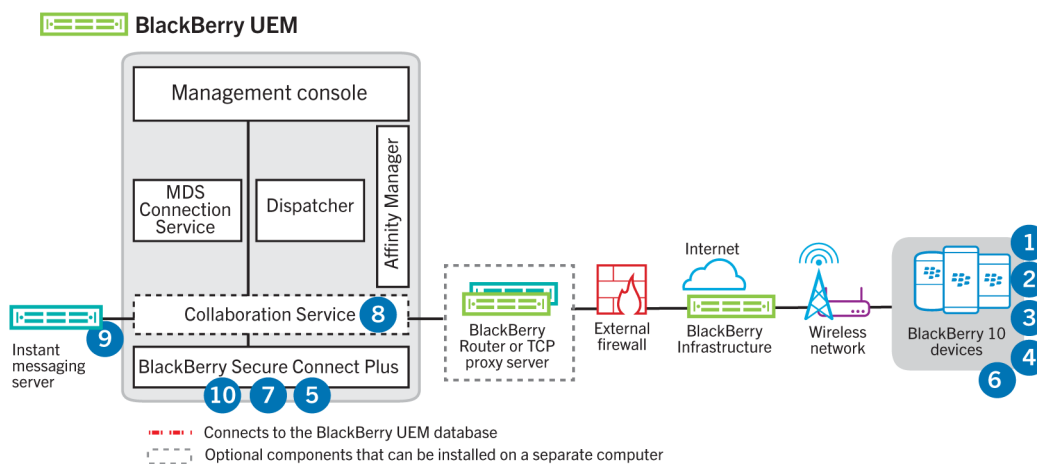 BlackBerry UEM
Management console
Affinity Manager
MDS
Connection
Service
Dispatcher
Collaboration Service
8
BlackBerry Secure Connect Plus
10
7
5
Instant
messaging
server
9
BlackBerry
Router or TCP
proxy server
External
firewall
Internet
BlackBerry
Infrastructure
Wireless
network
BlackBerry 10
devices
1
2
3
4
6
Connects to the BlackBerry UEM database
Optional components that can be installed on a separate computer